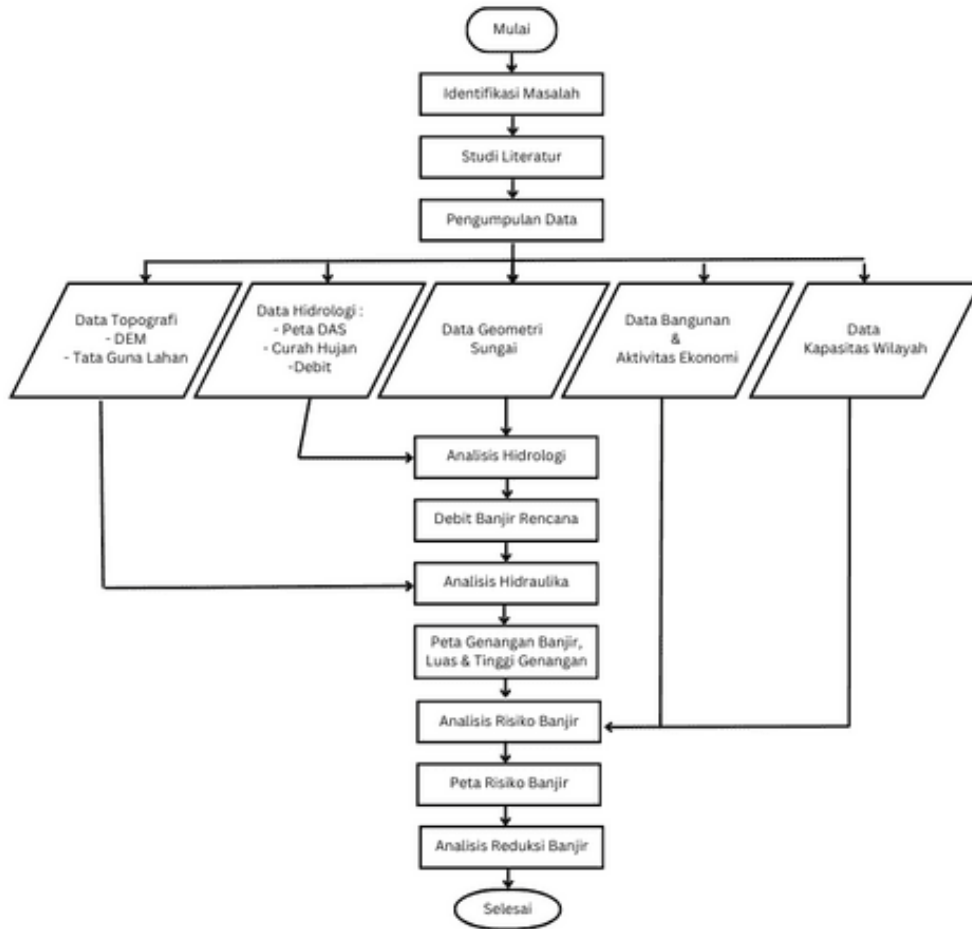 Mulai
Identifikasi Masalah
Studi Literatur
Pengumpulan Data
Data Topografi
- DEM
- Tata Guna Lahan
Data Hidrologi :
- Peta DAS
- Curah Hujan
-Debit
Data Geometri
Sungai
Data Bangunan
&
Aktivitas Ekonomi
Data
Kapasitas Wilayah
Analisis Hidrologi
Debit Banjir Rencana
Analisis Hidraulika
Peta Genangan Banjir,
Luas & Tinggi Genangan
Analisis Risiko Banjir
Peta Risiko Banjir
Analisis Reduksi Banjir
Selesai